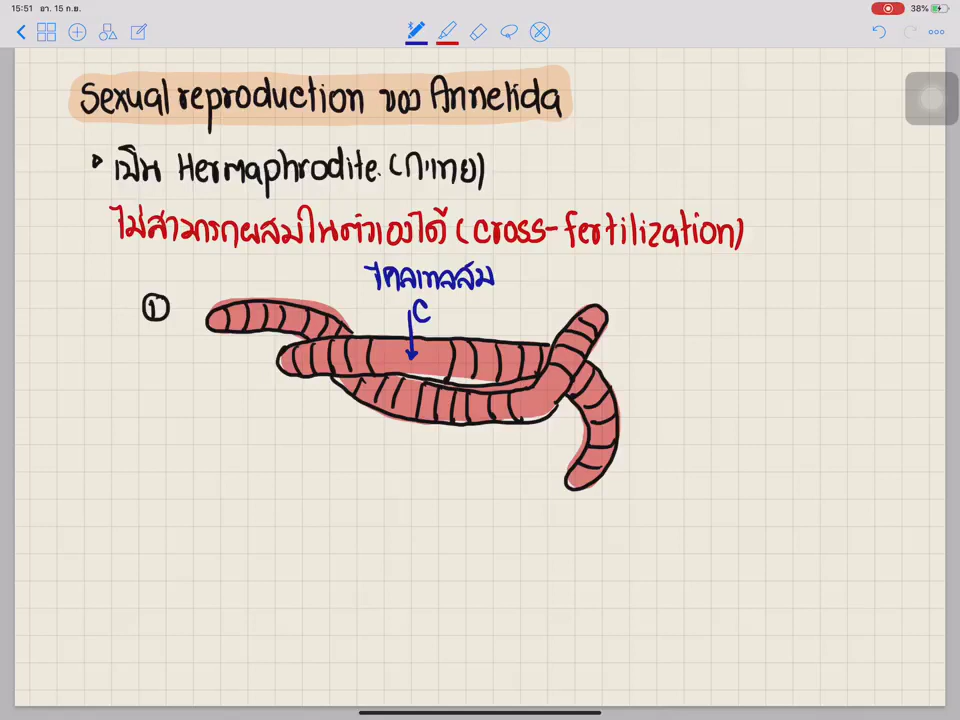 15:51 อา. 15 ก.ย.
38%
Sexual reproduction ของ Annelida
เป็น Hermaphrodite (กะเทย)
ไม่สามารถผสมในตัวเองได้ (cross-fertilization)
ไคลเทลลัม
① C